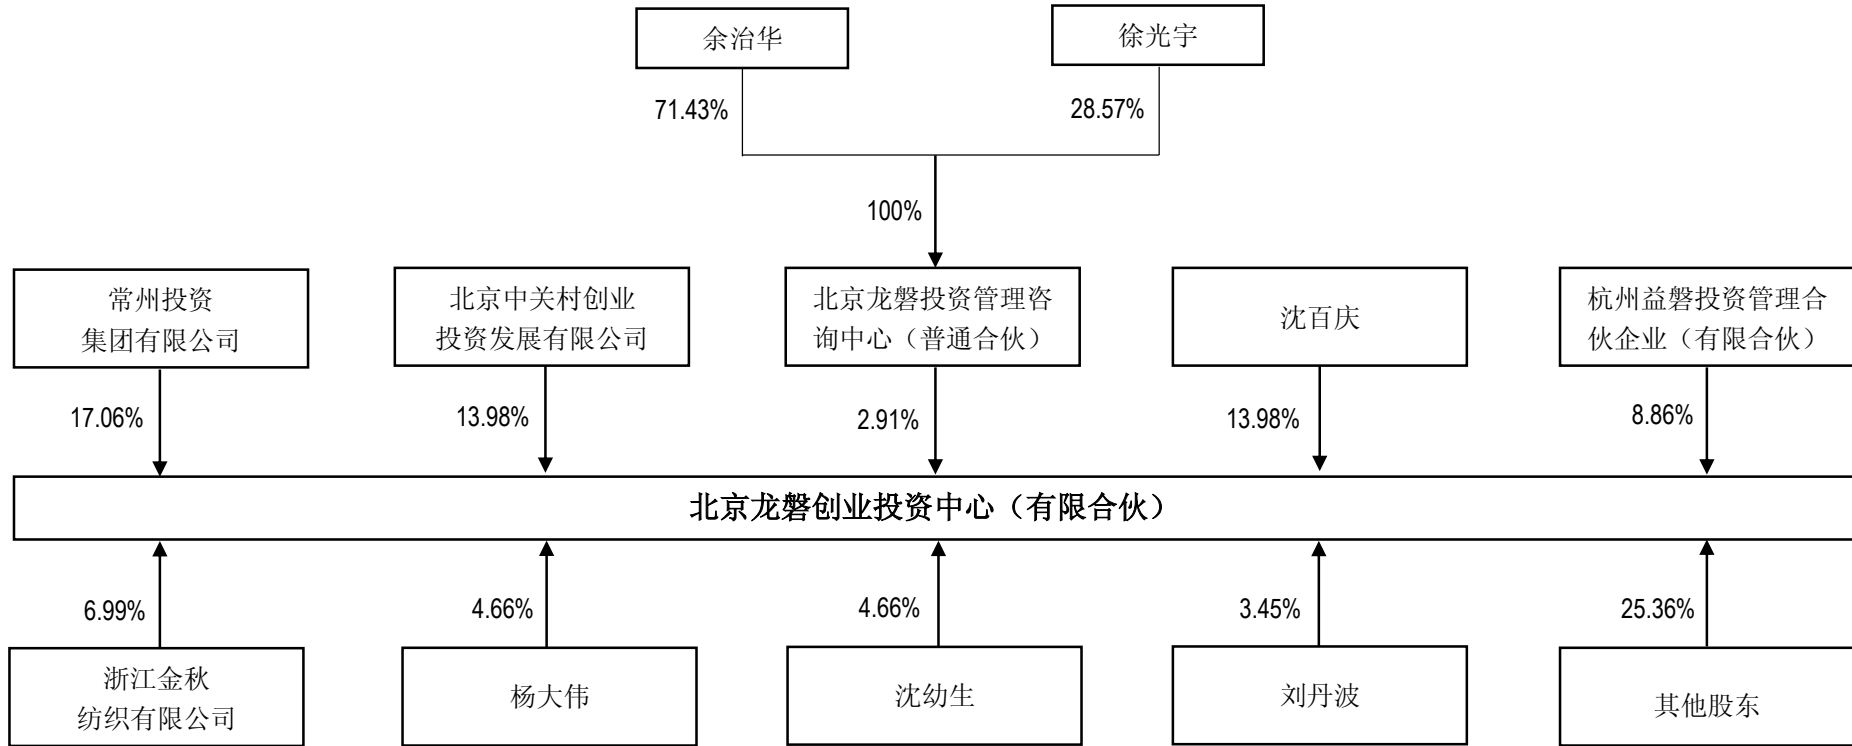 余治华
徐光宇
71.43%
28.57%
100%
常州投资
集团有限公司
北京中关村创业
投资发展有限公司
北京龙磐投资管理咨
询中心（普通合伙）
沈百庆
杭州益磐投资管理合
伙企业（有限合伙）
17.06%
13.98%
2.91%
13.98%
8.86%
北京龙磐创业投资中心（有限合伙）
6.99%
4.66%
4.66%
3.45%
25.36%
浙江金秋
纺织有限公司
杨大伟
沈幼生
刘丹波
其他股东